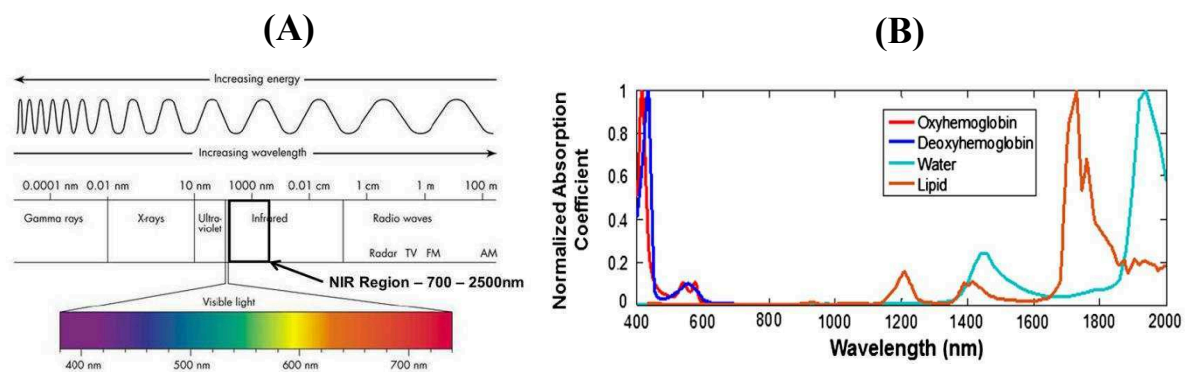 (A)
Increasing energy
Increasing wavelength
0.0001 nm 0.01 nm 10 nm 1000 nm 0.01 cm 1 cm 1 m 100 m
Gamma rays X-rays Ultra-
violet Infrared Radio waves
Radar TV FM AM
NIR Region – 700 – 2500nm
Visible light
400 nm 500 nm 600 nm 700 nm
(B)
Normalized Absorption
Coefficient
1
0.8
0.6
0.4
0.2
0
Oxyhemoglobin
Deoxyhemoglobin
Water
Lipid
400 600 800 1000 1200 1400 1600 1800 2000
Wavelength (nm)